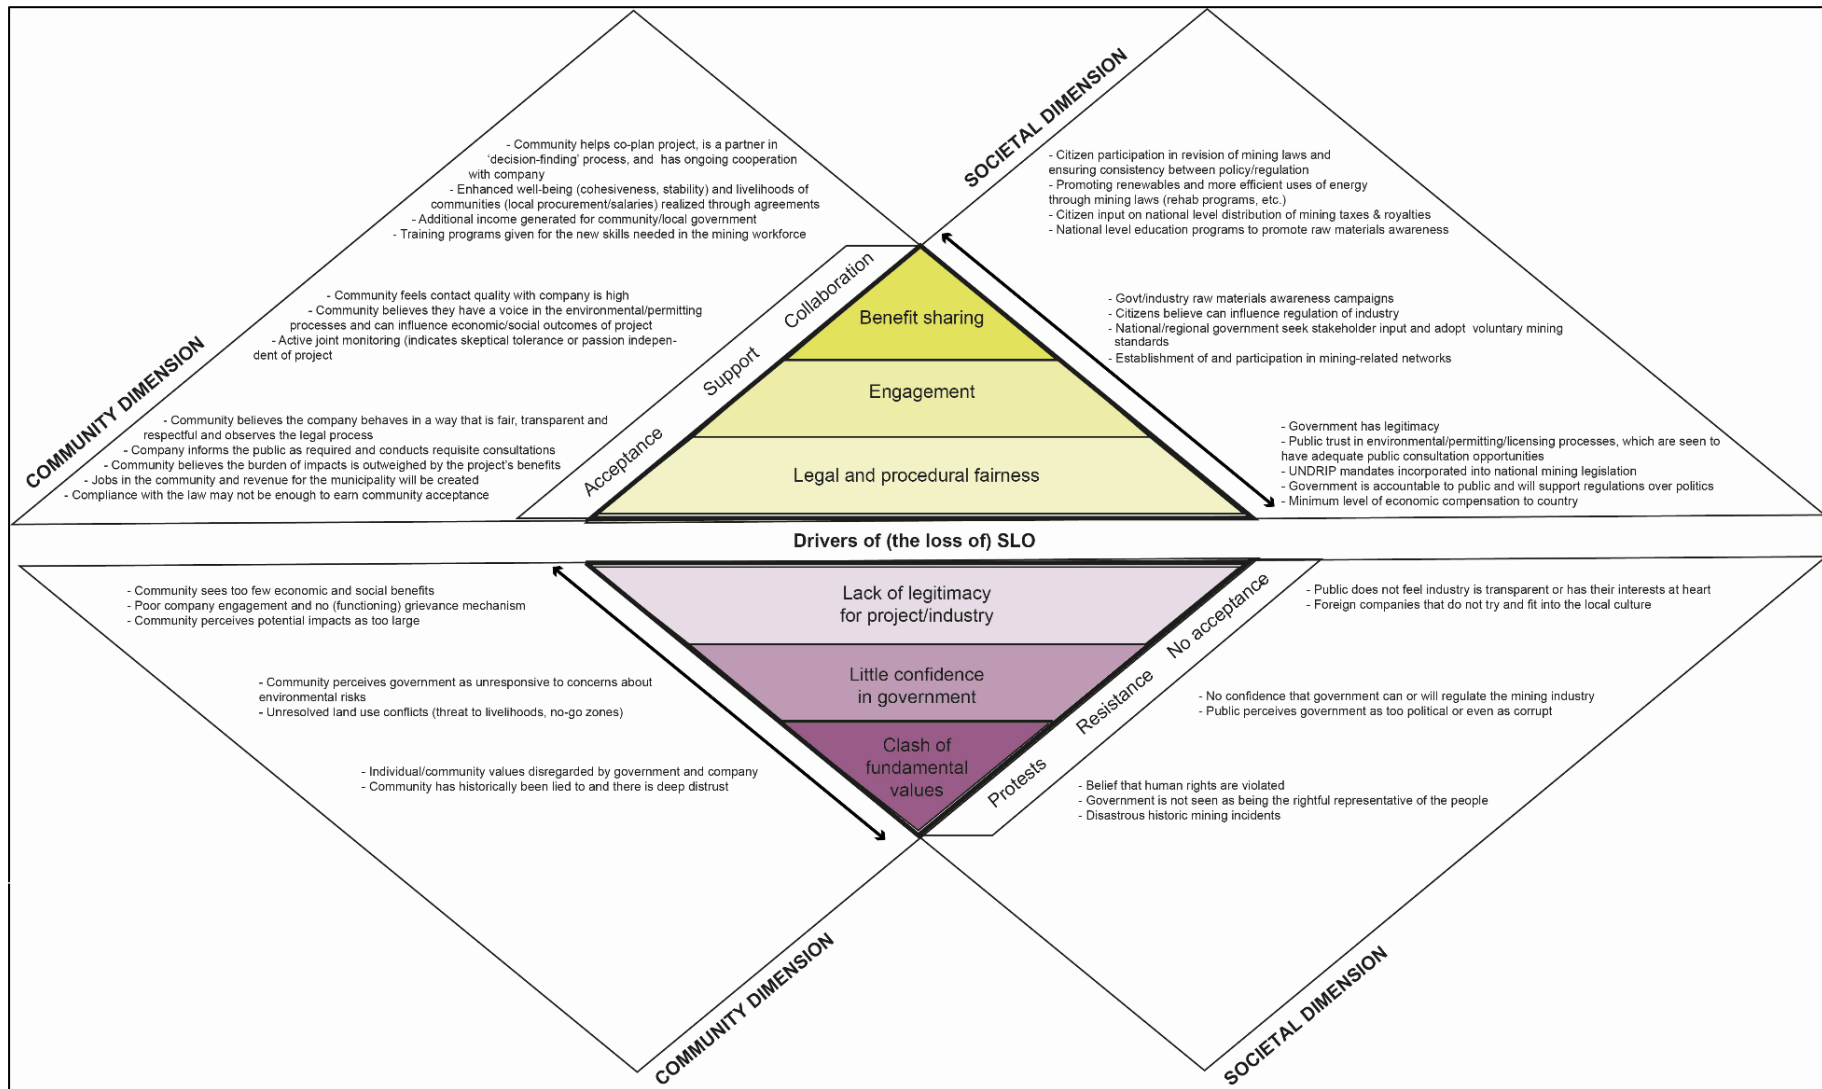 COMMUNITY DIMENSION
SOCIETAL DIMENSION
- Community helps co-plan project, is a partner in
'decision-finding' process, and has ongoing cooperation
with company
- Enhanced well-being (cohesiveness, stability) and livelihoods of
communities (local procurement/salaries) realized through agreements
- Additional income generated for community/local government
- Training programs given for the new skills needed in the mining workforce
- Community feels contact quality with company is high
- Community believes they have a voice in the environmental/permitting
processes and can influence economic/social outcomes of project
- Active joint monitoring (indicates skeptical tolerance or passion indepen-
dent of project
- Community believes the company behaves in a way that is fair, transparent and
respectful and observes the legal process
- Company informs the public as required and conducts requisite consultations
- Community believes the burden of impacts is outweighed by the project's benefits
- Jobs in the community and revenue for the municipality will be created
- Compliance with the law may not be enough to earn community acceptance
Collaboration
Support
Acceptance
Benefit sharing
Engagement
Legal and procedural fairness
- Citizen participation in revision of mining laws and
ensuring consistency between policy/regulation
- Promoting renewables and more efficient uses of energy
through mining laws (rehab programs, etc.)
- Citizen input on national level distribution of mining taxes & royalties
- National level education programs to promote raw materials awareness
- Govt/industry raw materials awareness campaigns
- Citizens believe can influence regulation of industry
- National/regional government seek stakeholder input and adopt voluntary mining
standards
- Establishment of and participation in mining-related networks
- Government has legitimacy
- Public trust in environmental/permitting/licensing processes, which are seen to
have adequate public consultation opportunities
- UNDRIP mandates incorporated into national mining legislation
- Government is accountable to public and will support regulations over politics
- Minimum level of economic compensation to country
Drivers of (the loss of) SLO
- Community sees too few economic and social benefits
- Poor company engagement and no (functioning) grievance mechanism
- Community perceives potential impacts as too large
- Community perceives government as unresponsive to concerns about
environmental risks
- Unresolved land use conflicts (threat to livelihoods, no-go zones)
- Individual/community values disregarded by government and company
- Community has historically been lied to and there is deep distrust
Lack of legitimacy
for project/industry
Little confidence
in government
Clash of
fundamental
values
No acceptance
Resistance
Protests
- Public does not feel industry is transparent or has their interests at heart
- Foreign companies that do not try and fit into the local culture
- No confidence that government can or will regulate the mining industry
- Public perceives government as too political or even as corrupt
- Belief that human rights are violated
- Government is not seen as being the rightful representative of the people
- Disastrous historic mining incidents
COMMUNITY DIMENSION
SOCIETAL DIMENSION